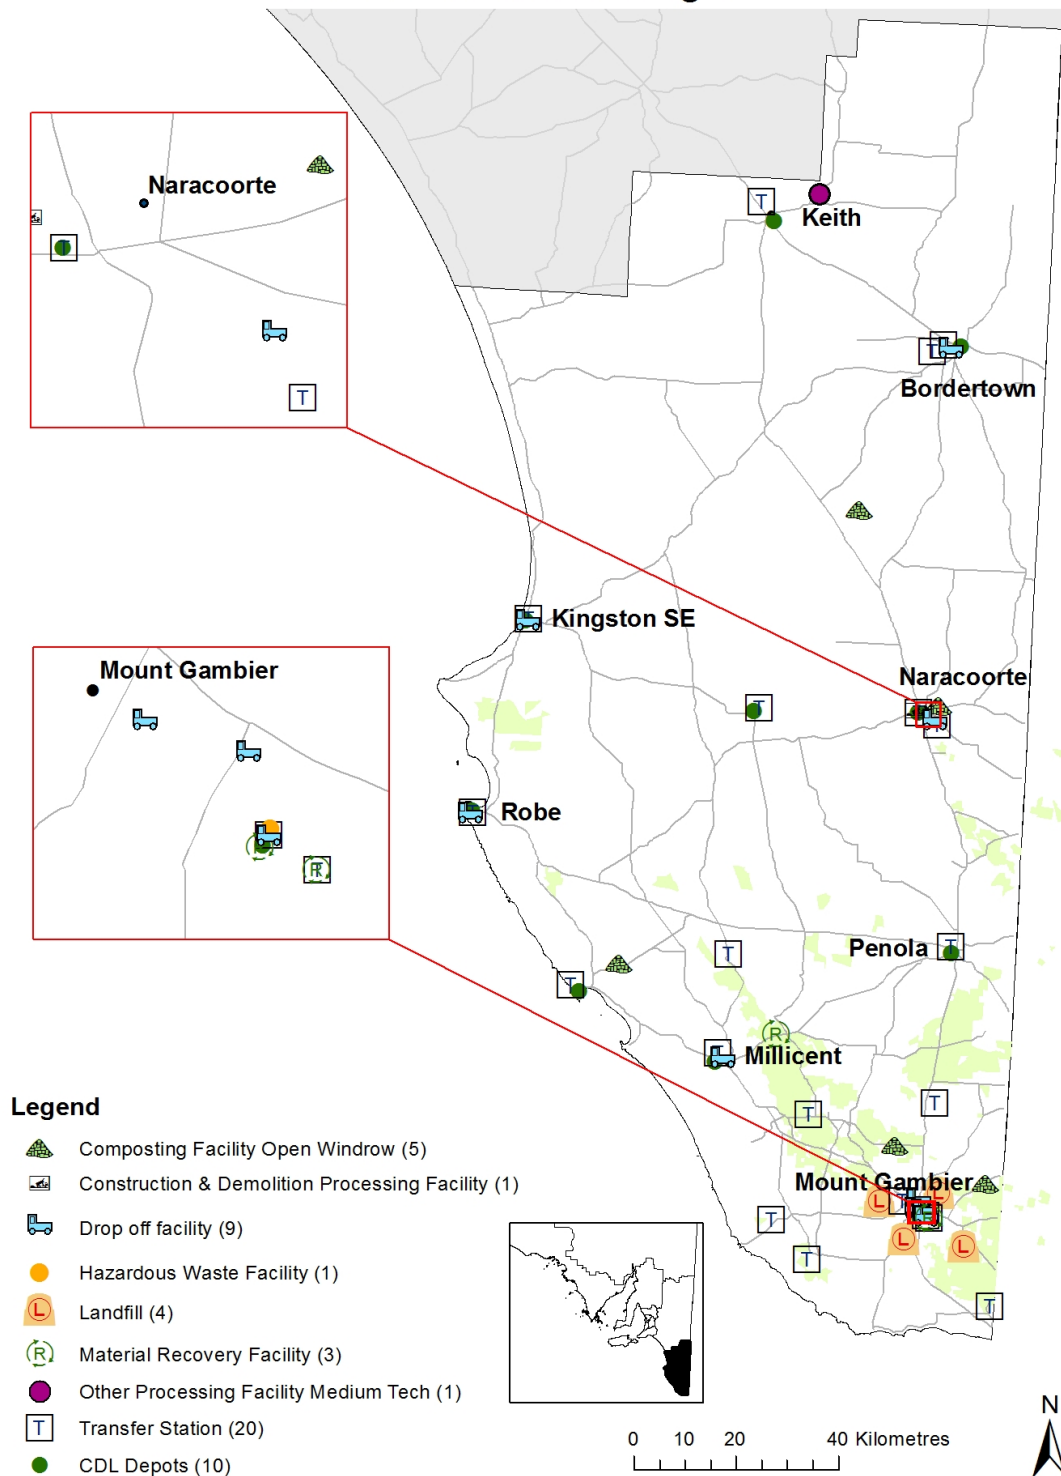 Naracoorte
T
T
Keith
T
T
Bordertown
Kingston SE
Naracoorte
T
Mount Gambier
R
Robe
T
Penola
T
T
R
Millicent
T
T
Mount Gambier
L
L
T
L
L
T
T
Legend
Composting Facility Open Windrow (5)
Construction & Demolition Processing Facility (1)
Drop off facility (9)
Hazardous Waste Facility (1)
L Landfill (4)
R Material Recovery Facility (3)
Other Processing Facility Medium Tech (1)
T Transfer Station (20)
CDL Depots (10)
0 10 20 40 Kilometres
N